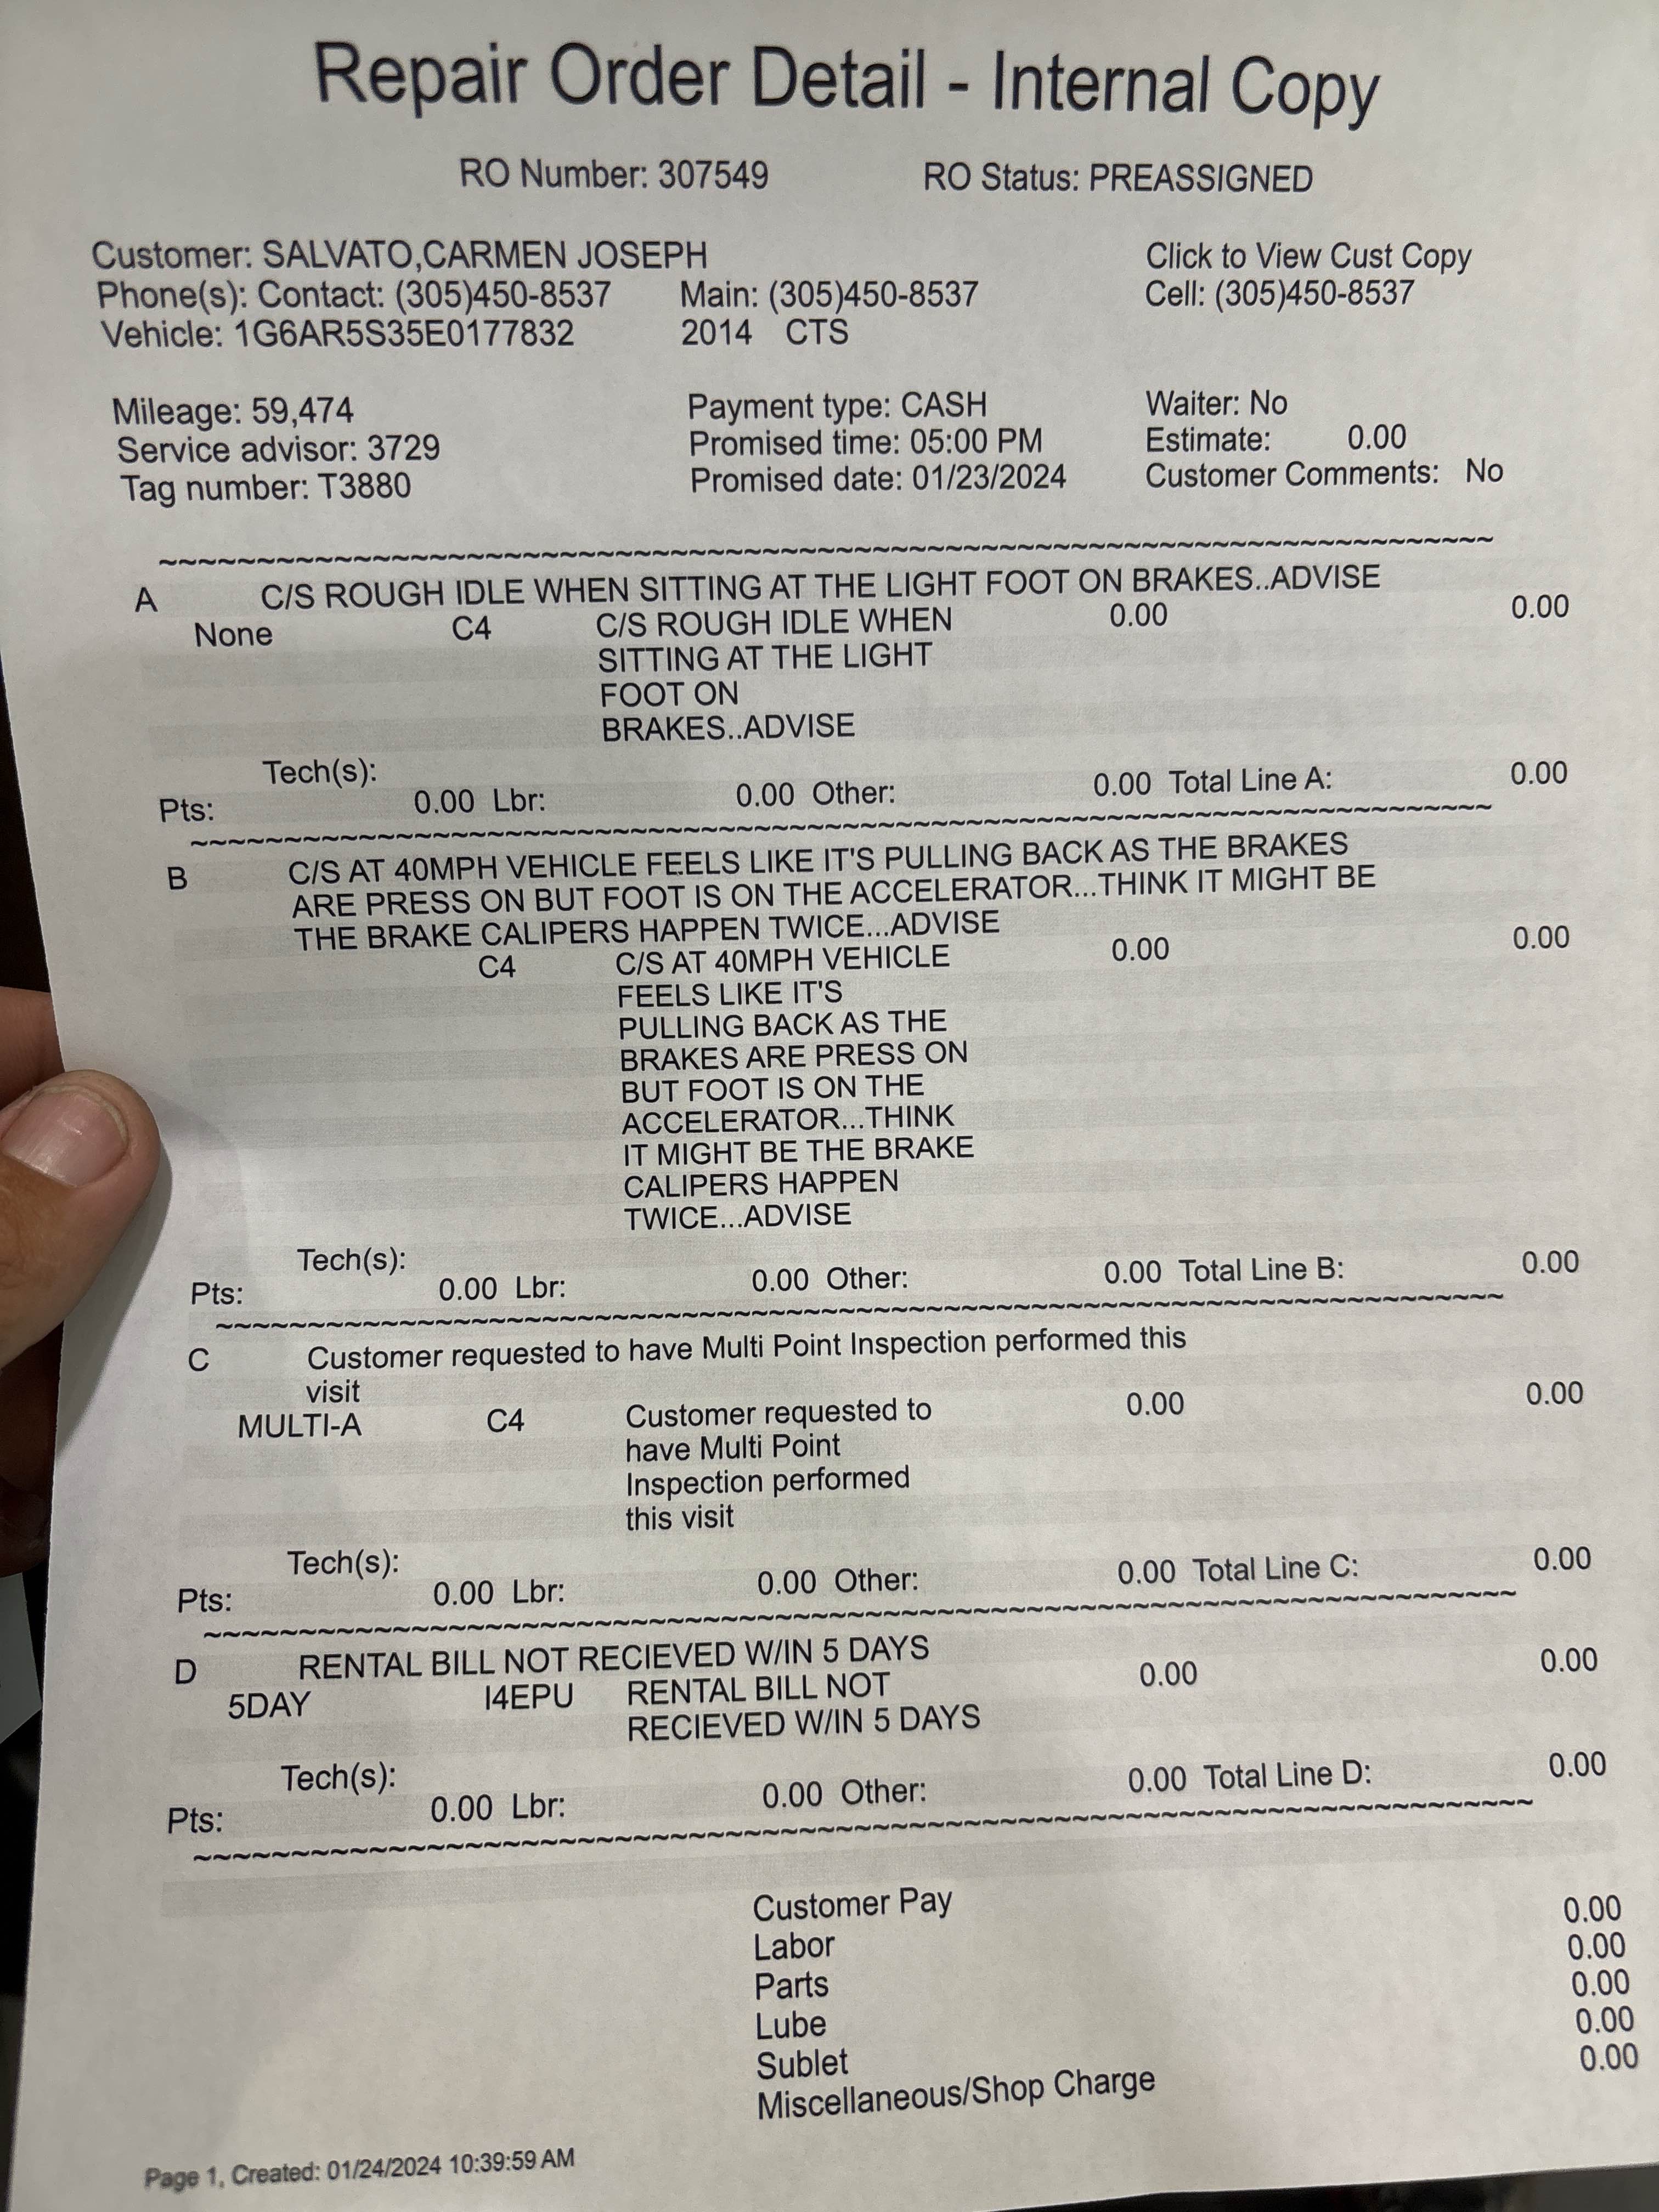 Repair Order Detail - Internal Copy
RO Number: 307549 RO Status: PREASSIGNED
Customer: SALVATO,CARMEN JOSEPH Click to View Cust Copy
Phone(s): Contact: (305)450-8537 Main: (305)450-8537 Cell: (305)450-8537
Vehicle: 1G6AR5S35E0177832 2014 CTS
Mileage: 59,474 Payment type: CASH Waiter: No
Service advisor: 3729 Promised time: 05:00 PM Estimate: 0.00
Tag number: T3880 Promised date: 01/23/2024 Customer Comments: No
A C/S ROUGH IDLE WHEN SITTING AT THE LIGHT FOOT ON BRAKES..ADVISE
None C4 C/S ROUGH IDLE WHEN 0.00 0.00
SITTING AT THE LIGHT
FOOT ON
BRAKES..ADVISE
Tech(s):
Pts: 0.00 Lbr: 0.00 Other: 0.00 Total Line A: 0.00
B C/S AT 40MPH VEHICLE FEELS LIKE IT'S PULLING BACK AS THE BRAKES
ARE PRESS ON BUT FOOT IS ON THE ACCELERATOR...THINK IT MIGHT BE
THE BRAKE CALIPERS HAPPEN TWICE...ADVISE
C4 C/S AT 40MPH VEHICLE 0.00 0.00
FEELS LIKE IT'S
PULLING BACK AS THE
BRAKES ARE PRESS ON
BUT FOOT IS ON THE
ACCELERATOR...THINK
IT MIGHT BE THE BRAKE
CALIPERS HAPPEN
TWICE...ADVISE
Tech(s):
Pts: 0.00 Lbr: 0.00 Other: 0.00 Total Line B: 0.00
C Customer requested to have Multi Point Inspection performed this
visit
MULTI-A C4 Customer requested to 0.00 0.00
have Multi Point
Inspection performed
this visit
Tech(s):
Pts: 0.00 Lbr: 0.00 Other: 0.00 Total Line C: 0.00
D RENTAL BILL NOT RECIEVED W/IN 5 DAYS
5DAY I4EPU RENTAL BILL NOT 0.00 0.00
RECIEVED W/IN 5 DAYS
Tech(s):
Pts: 0.00 Lbr: 0.00 Other: 0.00 Total Line D: 0.00
Customer Pay
Labor 0.00
Parts 0.00
Lube 0.00
Sublet 0.00
Miscellaneous/Shop Charge 0.00
Page 1, Created: 01/24/2024 10:39:59 AM